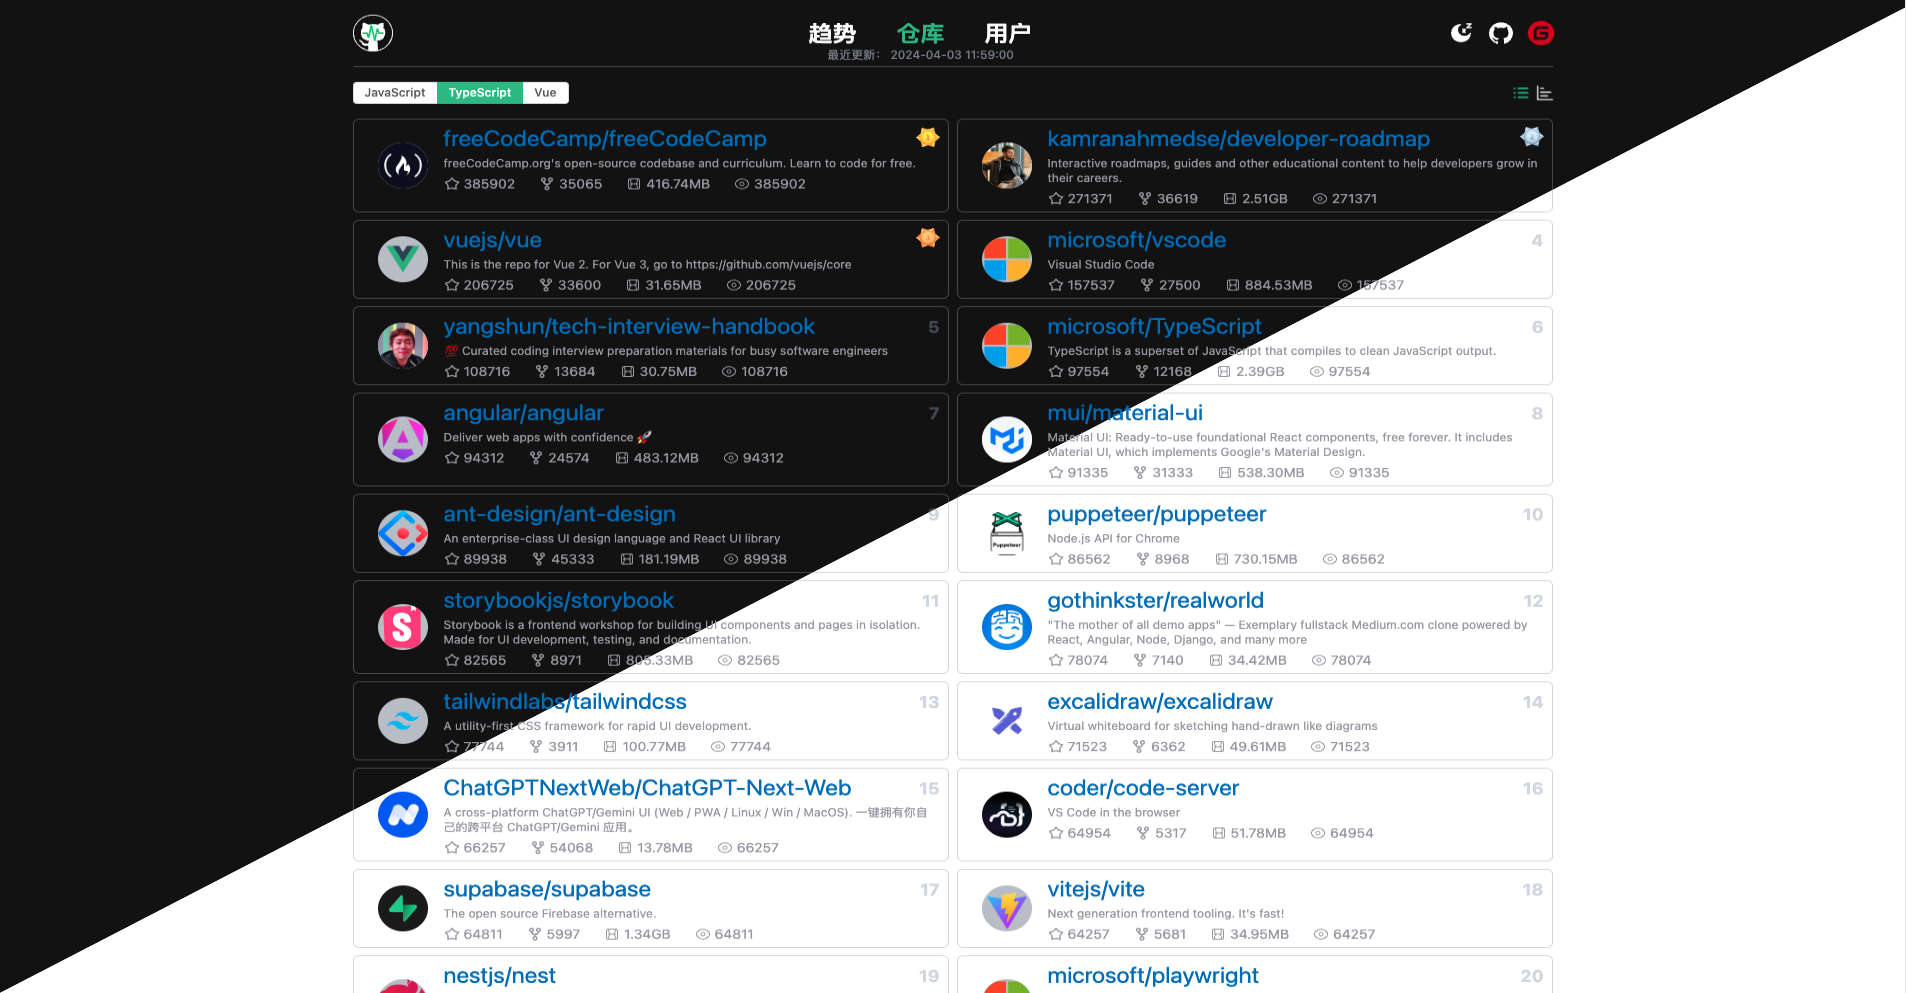 趋势 仓库 用户
最近更新： 2024-04-03 11:59:00
JavaScript TypeScript Vue
freeCodeCamp/freeCodeCamp
1
freeCodeCamp.org's open-source codebase and curriculum. Learn to code for free.
385902 35065 416.74MB 385902
kamranahmedse/developer-roadmap
2
Interactive roadmaps, guides and other educational content to help developers grow in
their careers.
271371 36619 2.51GB 271371
vuejs/vue
3
This is the repo for Vue 2. For Vue 3, go to https://github.com/vuejs/core
206725 33600 31.65MB 206725
microsoft/vscode 4
Visual Studio Code
157537 27500 884.53MB 157537
yangshun/tech-interview-handbook 5
💯 Curated coding interview preparation materials for busy software engineers
108716 13684 30.75MB 108716
microsoft/TypeScript 6
TypeScript is a superset of JavaScript that compiles to clean JavaScript output.
97554 12168 2.39GB 97554
angular/angular 7
Deliver web apps with confidence 🚀
94312 24574 483.12MB 94312
mui/material-ui 8
Material UI: Ready-to-use foundational React components, free forever. It includes
Material UI, which implements Google's Material Design.
91335 31333 538.30MB 91335
ant-design/ant-design 9
An enterprise-class UI design language and React UI library
89938 45333 181.19MB 89938
puppeteer/puppeteer 10
Puppeteer
Node.js API for Chrome
86562 8968 730.15MB 86562
storybookjs/storybook 11
Storybook is a frontend workshop for building UI components and pages in isolation.
Made for UI development, testing, and documentation.
82565 8971 805.33MB 82565
gothinkster/realworld 12
"The mother of all demo apps" — Exemplary fullstack Medium.com clone powered by
React, Angular, Node, Django, and many more
78074 7140 34.42MB 78074
tailwindlabs/tailwindcss 13
A utility-first CSS framework for rapid UI development.
77744 3911 100.77MB 77744
excalidraw/excalidraw 14
Virtual whiteboard for sketching hand-drawn like diagrams
71523 6362 49.61MB 71523
ChatGPTNextWeb/ChatGPT-Next-Web 15
A cross-platform ChatGPT/Gemini UI (Web / PWA / Linux / Win / MacOS). 一键拥有你自
己的跨平台 ChatGPT/Gemini 应用。
66257 54068 13.78MB 66257
coder/code-server 16
VS Code in the browser
64954 5317 51.78MB 64954
supabase/supabase 17
The open source Firebase alternative.
64811 5997 1.34GB 64811
vitejs/vite 18
Next generation frontend tooling. It's fast!
64257 5681 34.95MB 64257
nestjs/nest 19
microsoft/playwright 20